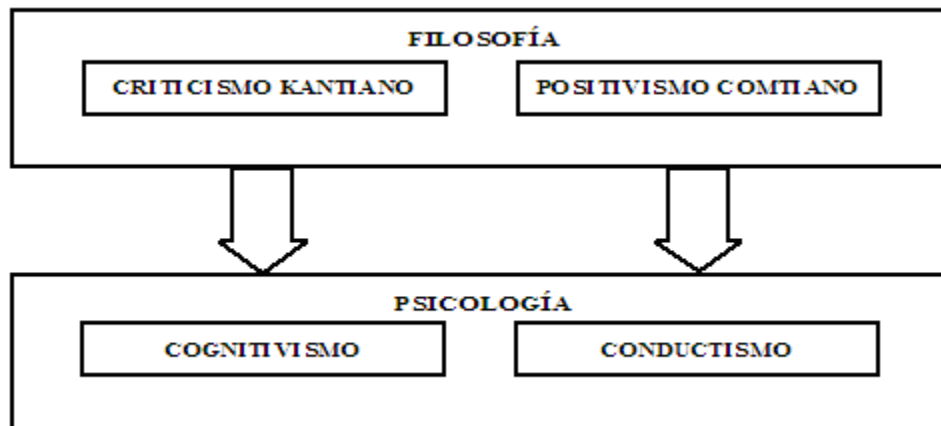 FILOSOFÍA
CRITICISMO KANTIANO
POSITIVISMO COMTIANO
PSICOLOGÍA
COGNITIVISMO
CONDUCTISMO